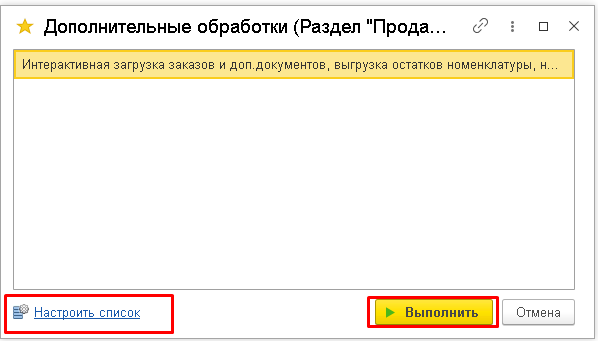 Дополнительные обработки (Раздел "Прода...
Интерактивная загрузка заказов и доп.документов, выгрузка остатков номенклатуры, н...
Настроить список
Выполнить
Отмена